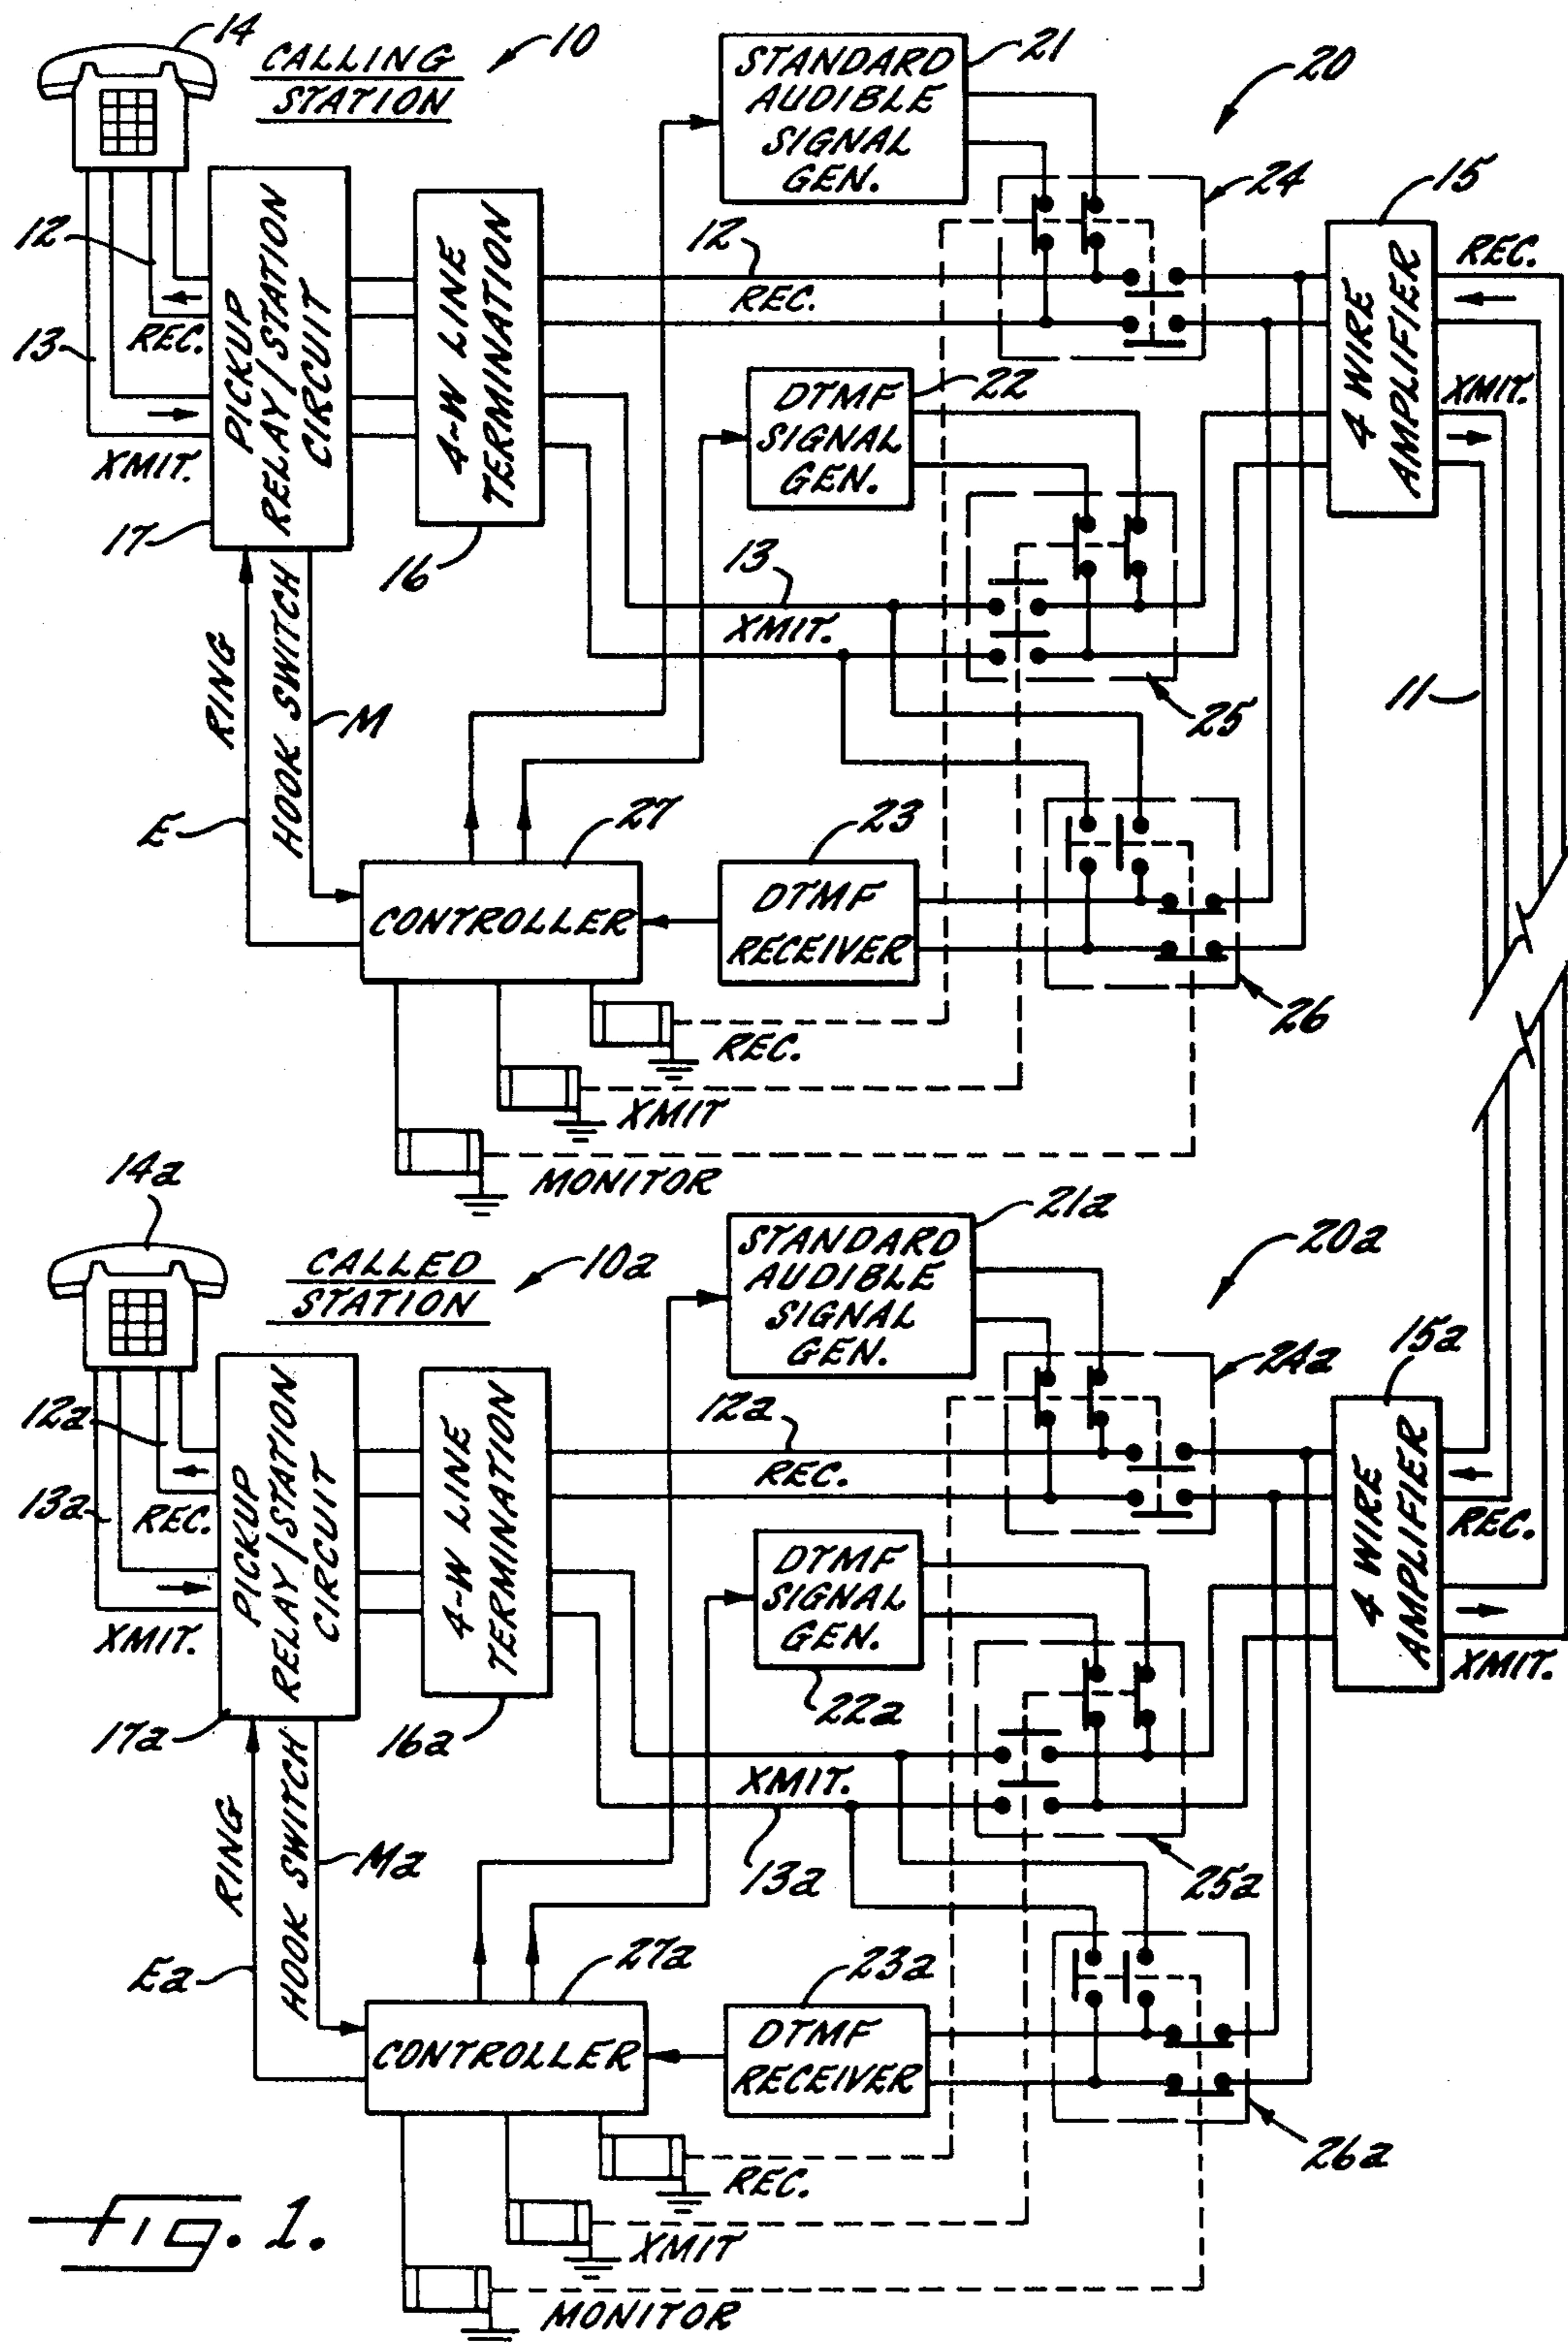 14
CALLING
STATION
10
STANDARD
AUDIBLE
SIGNAL
GEN.
21
20
24
15
12
REC.
13
XMIT.
PICKUP
RELAY/STATION
CIRCUIT
17
4-W LINE
TERMINATION
16
12
REC.
DTMF
SIGNAL
GEN.
22
13
XMIT.
25
4 WIRE
AMPLIFIER
REC.
XMIT.
11
RING
HOOK SWITCH
M
E
27
CONTROLLER
23
DTMF
RECEIVER
26
REC.
XMIT
MONITOR
14a
CALLED
STATION
10a
STANDARD
AUDIBLE
SIGNAL
GEN.
21a
20a
24a
15a
12a
REC.
13a
XMIT.
PICKUP
RELAY/STATION
CIRCUIT
17a
4-W LINE
TERMINATION
16a
12a
REC.
DTMF
SIGNAL
GEN.
22a
XMIT.
13a
25a
4 WIRE
AMPLIFIER
REC.
XMIT.
RING
HOOK SWITCH
Ma
Ea
27a
CONTROLLER
23a
DTMF
RECEIVER
26a
REC.
XMIT
MONITOR
Fig. 1.